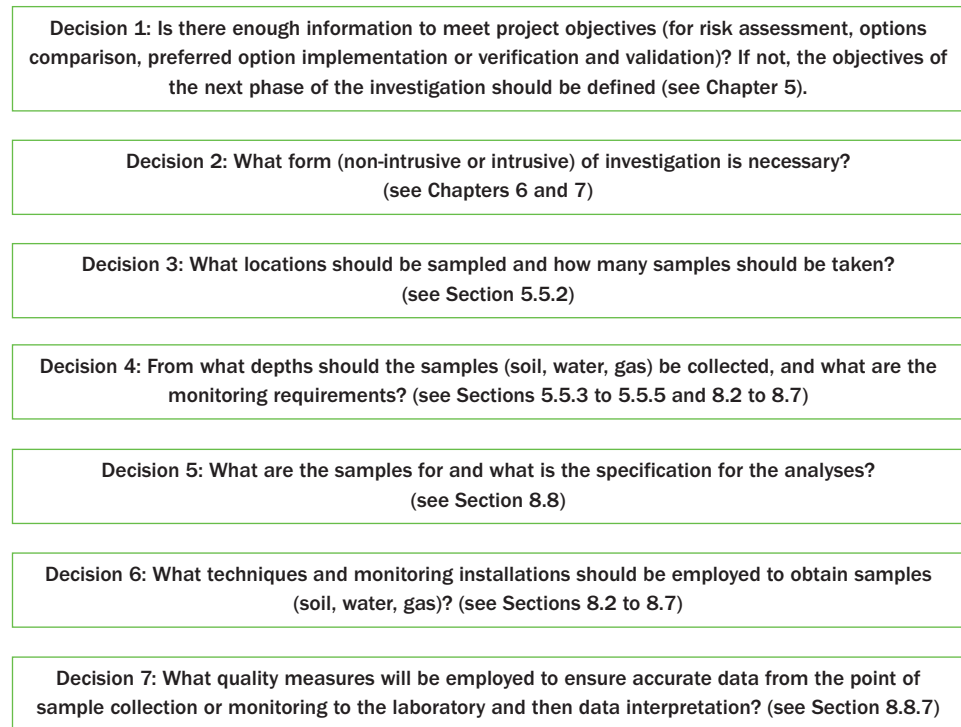 Decision 1: Is there enough information to meet project objectives (for risk assessment, options
comparison, preferred option implementation or verification and validation)? If not, the objectives of
the next phase of the investigation should be defined (see Chapter 5).
Decision 2: What form (non-intrusive or intrusive) of investigation is necessary?
(see Chapters 6 and 7)
Decision 3: What locations should be sampled and how many samples should be taken?
(see Section 5.5.2)
Decision 4: From what depths should the samples (soil, water, gas) be collected, and what are the
monitoring requirements? (see Sections 5.5.3 to 5.5.5 and 8.2 to 8.7)
Decision 5: What are the samples for and what is the specification for the analyses?
(see Section 8.8)
Decision 6: What techniques and monitoring installations should be employed to obtain samples
(soil, water, gas)? (see Sections 8.2 to 8.7)
Decision 7: What quality measures will be employed to ensure accurate data from the point of
sample collection or monitoring to the laboratory and then data interpretation? (see Section 8.8.7)